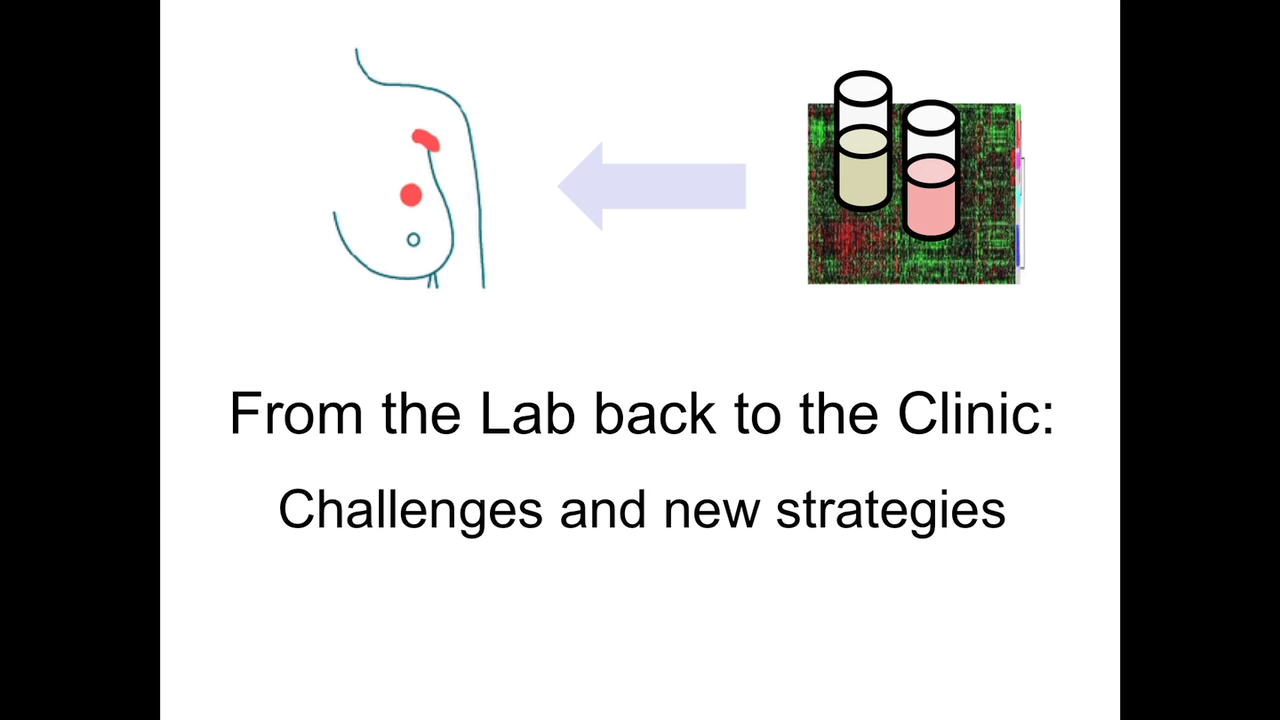 From the Lab back to the Clinic:
Challenges and new strategies